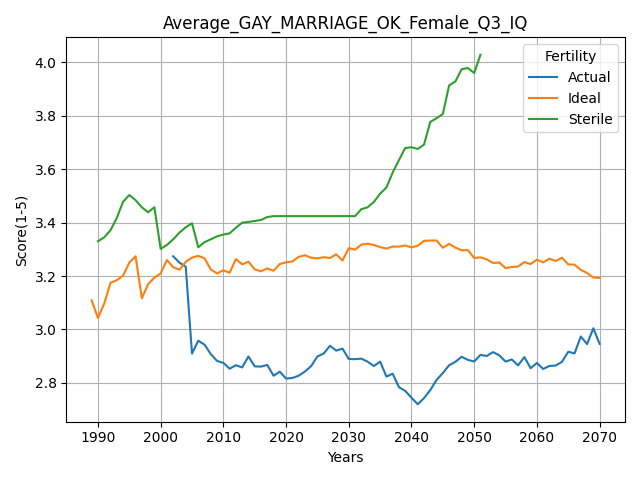 Average_GAY_MARRIAGE_OK_Female_Q3_IQ
Fertility
Actual
Ideal
Sterile
Score(1-5)
4.0
3.8
3.6
3.4
3.2
3.0
2.8
1990 2000 2010 2020 2030 2040 2050 2060 2070
Years